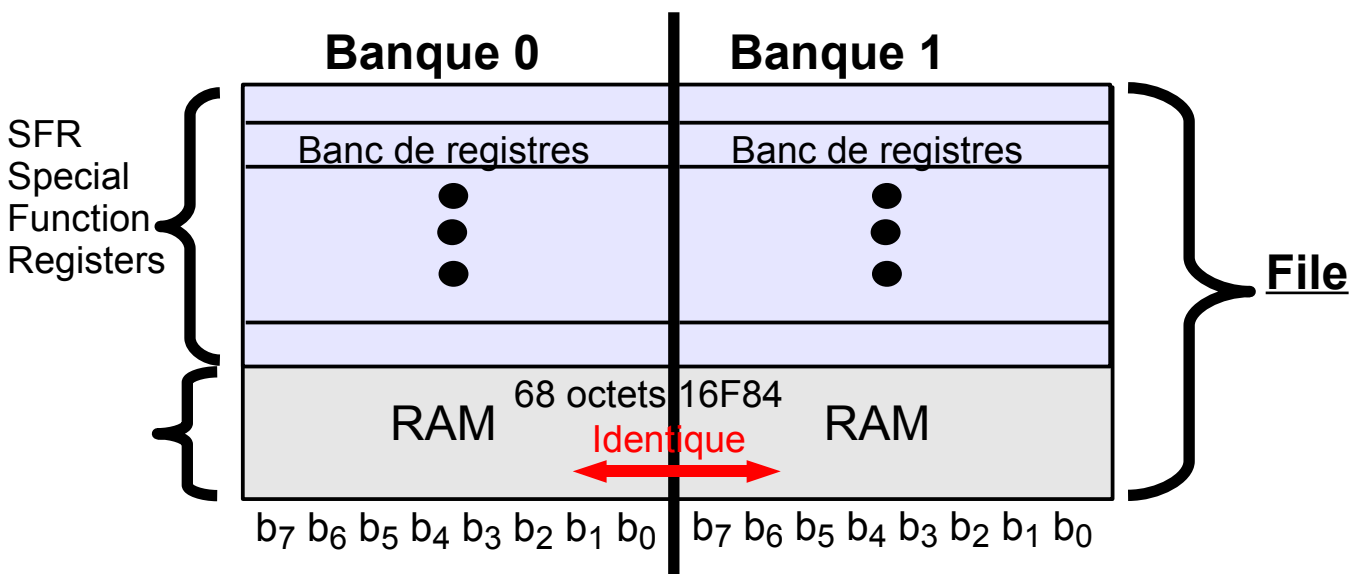 Banque 0
Banque 1
SFR
Special
Function
Registers
Banc de registres
Banc de registres
File
68 octets 16F84
RAM
RAM
Identique
b7 b6 b5 b4 b3 b2 b1 b0
b7 b6 b5 b4 b3 b2 b1 b0